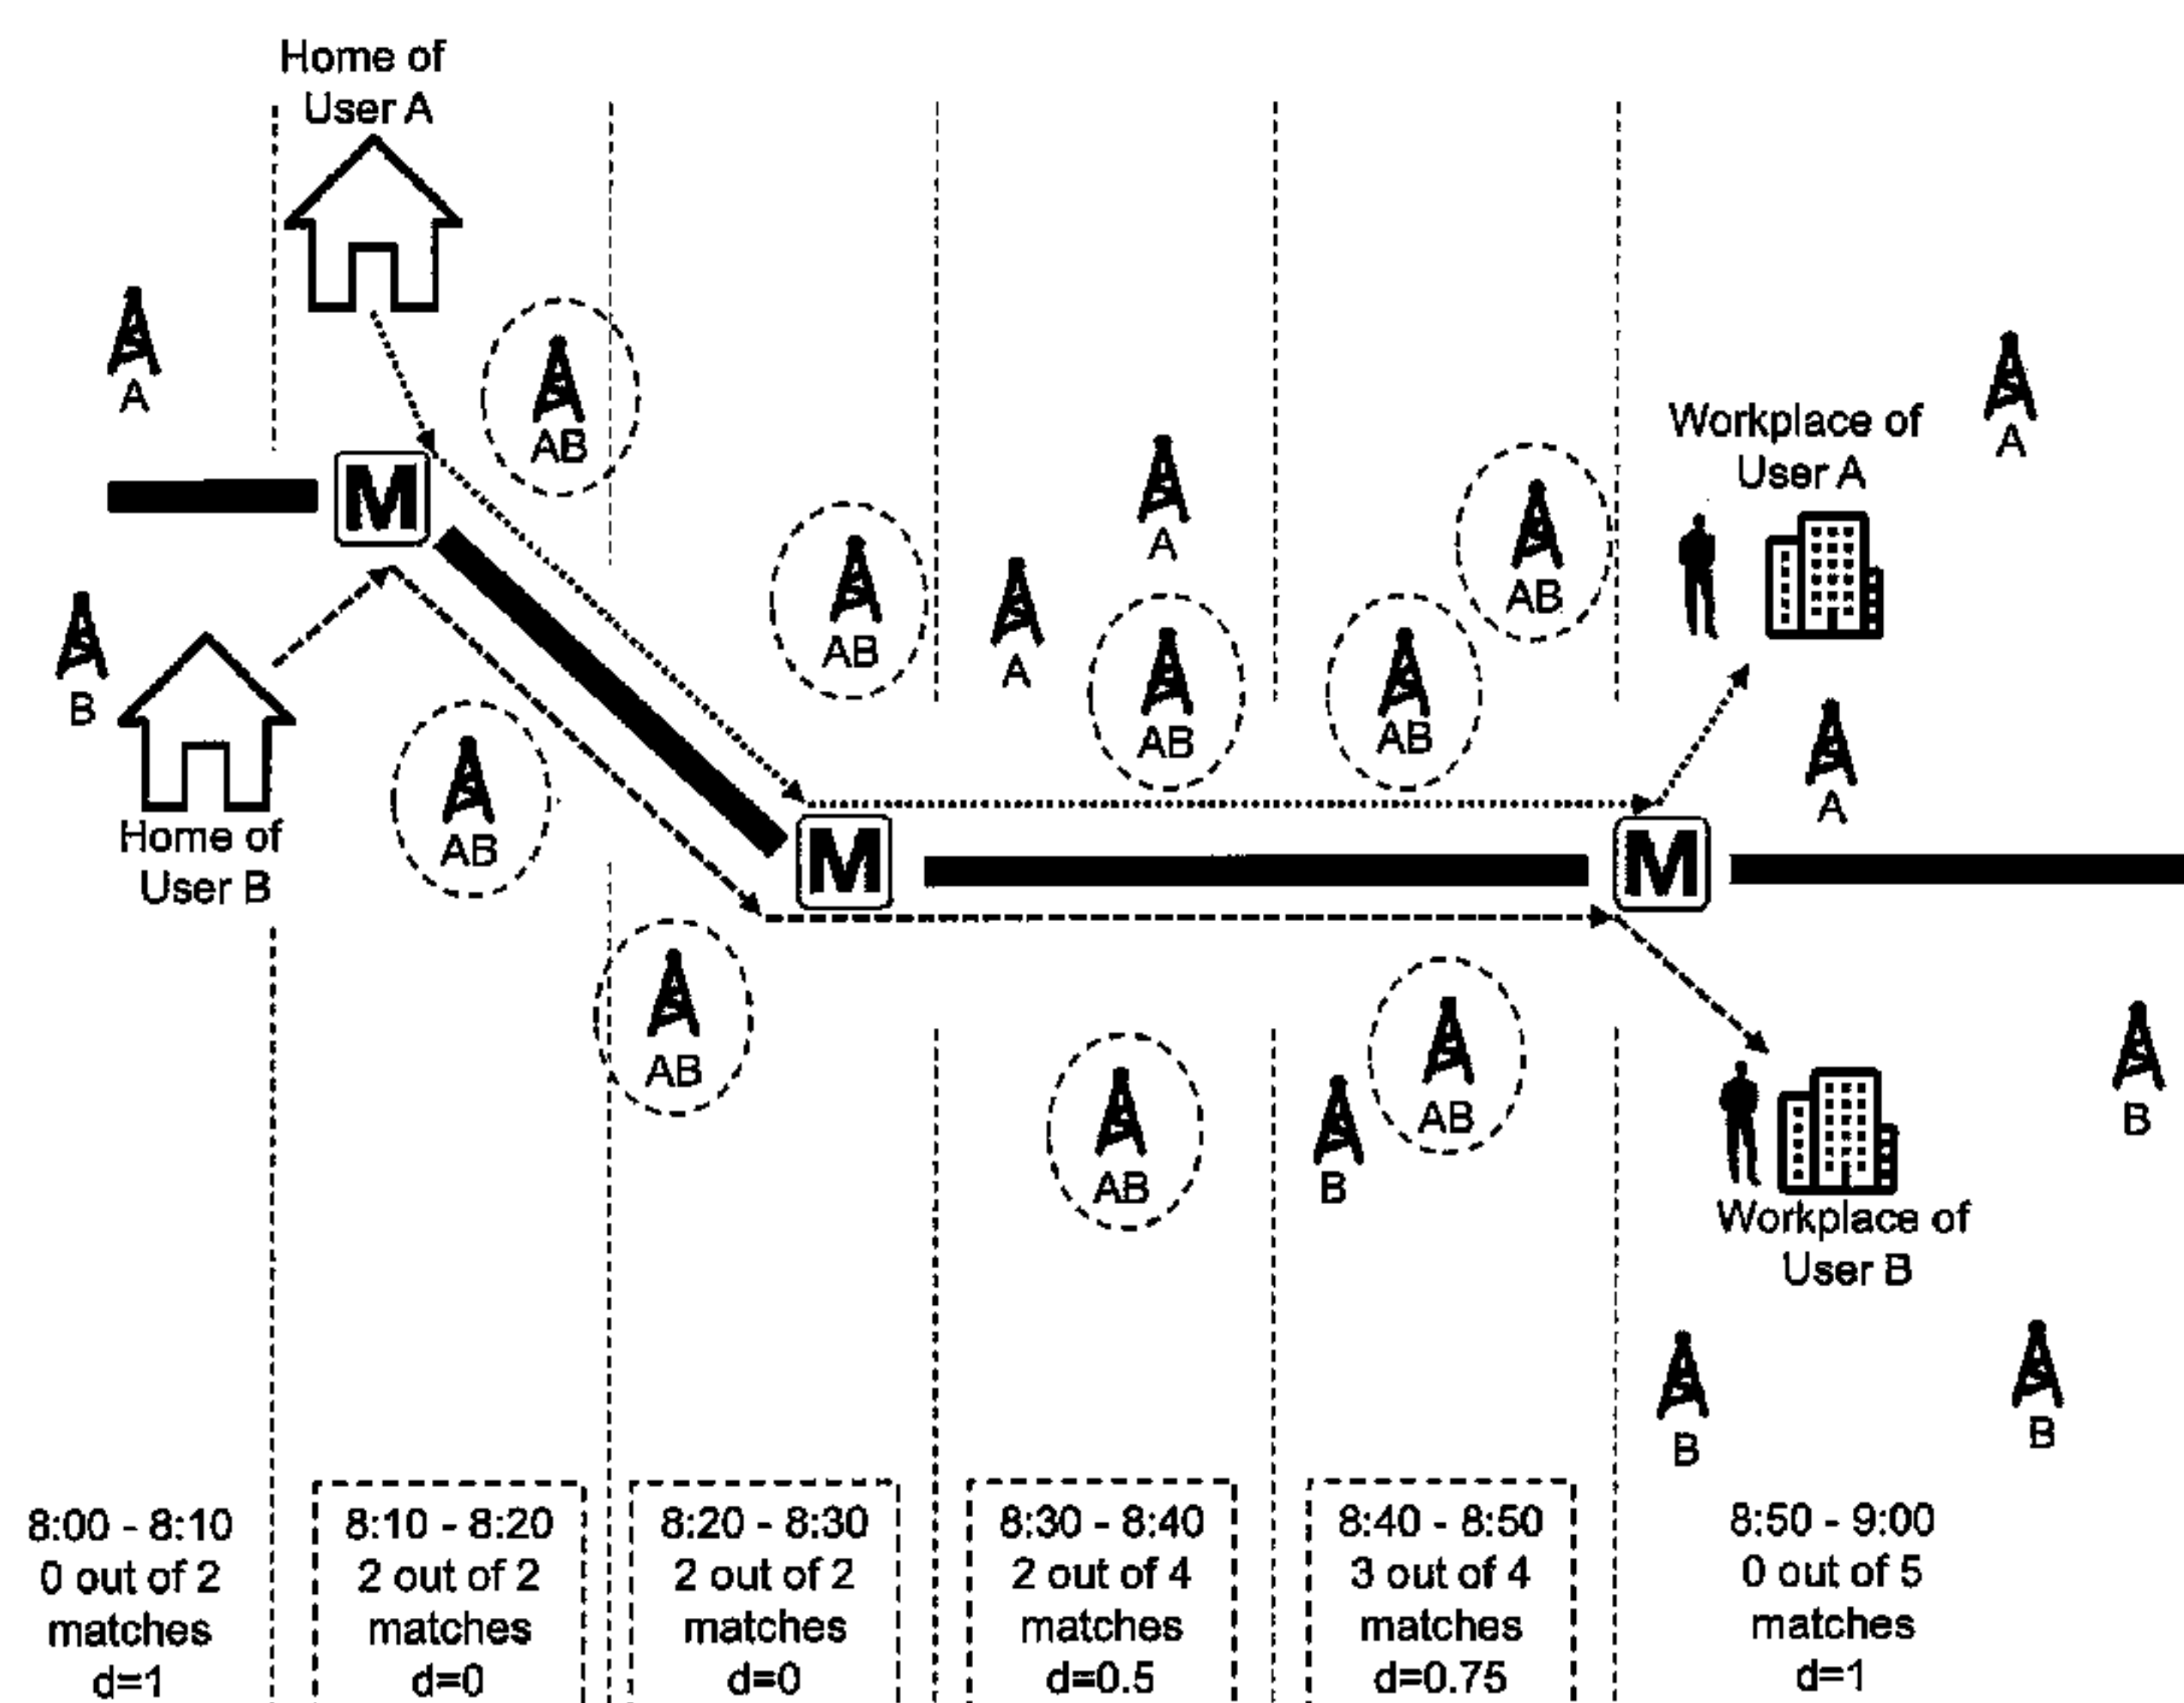 Home of
User A
A
AB
M
B
Home of
User B
AB
AB
AB
M
A
A
AB
AB
AB
AB
AB
B
M
Workplace of
User A
A
A
B
Workplace of
User B
B
B
8:00 - 8:10
0 out of 2
matches
d=1
8:10 - 8:20
2 out of 2
matches
d=0
8:20 - 8:30
2 out of 2
matches
d=0
8:30 - 8:40
2 out of 4
matches
d=0.5
8:40 - 8:50
3 out of 4
matches
d=0.75
8:50 - 9:00
0 out of 5
matches
d=1